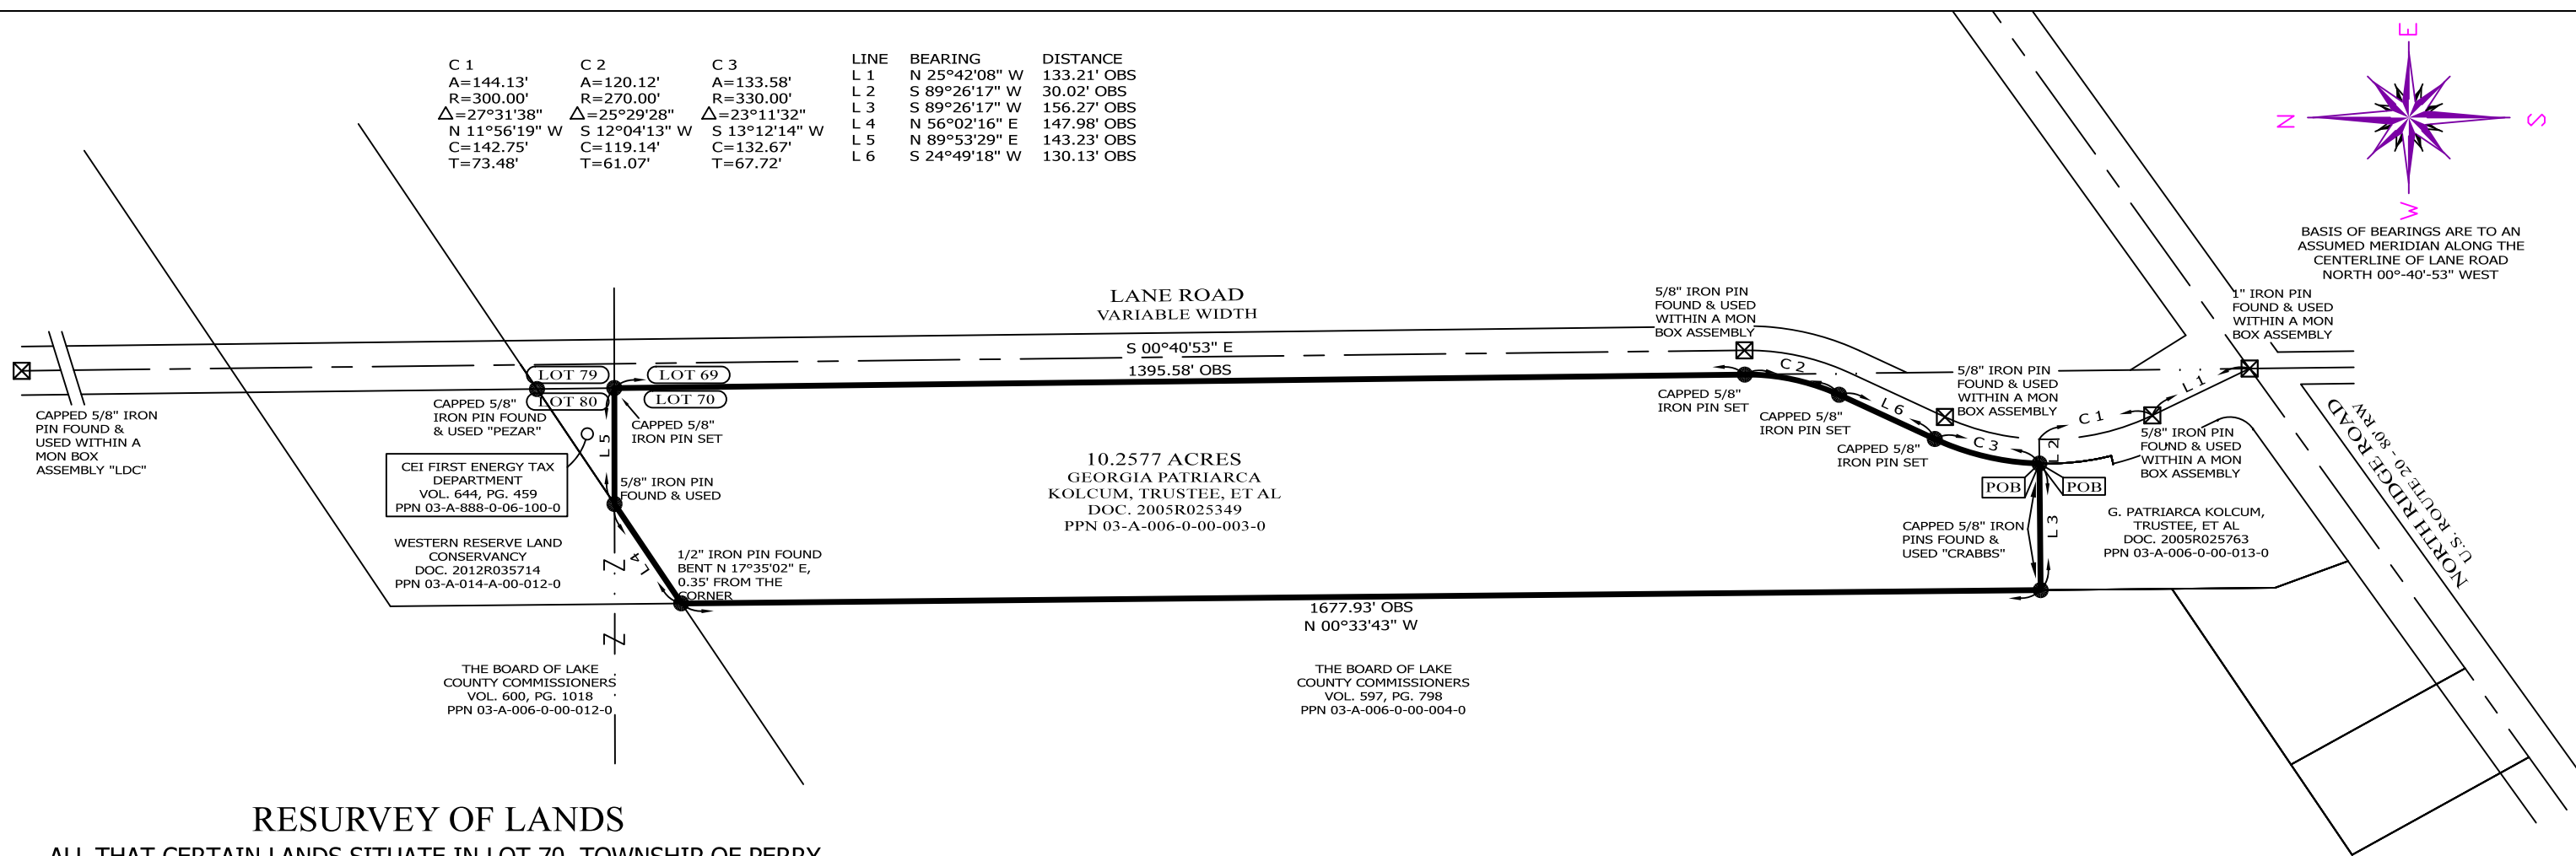 C 1
A=144.13'
R=300.00'
△=27°31'38"
N 11°56'19" W
C=142.75'
T=73.48'
C 2
A=120.12'
R=270.00'
△=25°29'28"
S 12°04'13" W
C=119.14'
T=61.07'
C 3
A=133.58'
R=330.00'
△=23°11'32"
S 13°12'14" W
C=132.67'
T=67.72'
LINE BEARING DISTANCE
L 1 N 25°42'08" W 133.21' OBS
L 2 S 89°26'17" W 30.02' OBS
L 3 S 89°26'17" W 156.27' OBS
L 4 N 56°02'16" E 147.98' OBS
L 5 N 89°53'29" E 143.23' OBS
L 6 S 24°49'18" W 130.13' OBS
E
N
S
W
BASIS OF BEARINGS ARE TO AN
ASSUMED MERIDIAN ALONG THE
CENTERLINE OF LANE ROAD
NORTH 00°-40'-53" WEST
LANE ROAD
VARIABLE WIDTH
S 00°40'53" E
1395.58' OBS
5/8" IRON PIN
FOUND & USED
WITHIN A MON
BOX ASSEMBLY
1" IRON PIN
FOUND & USED
WITHIN A MON
BOX ASSEMBLY
5/8" IRON PIN
FOUND & USED
WITHIN A MON
BOX ASSEMBLY
5/8" IRON PIN
FOUND & USED
WITHIN A MON
BOX ASSEMBLY
C 2
L 6
C 3
C 1
L 1
L 2
L 3
LOT 79
LOT 69
LOT 80
LOT 70
CAPPED 5/8" IRON
PIN FOUND &
USED WITHIN A
MON BOX
ASSEMBLY "LDC"
CAPPED 5/8"
IRON PIN FOUND
& USED "PEZAR"
CAPPED 5/8"
IRON PIN SET
CAPPED 5/8"
IRON PIN SET
CAPPED 5/8"
IRON PIN SET
CAPPED 5/8"
IRON PIN SET
L 5
L 4
CEI FIRST ENERGY TAX
DEPARTMENT
VOL. 644, PG. 459
PPN 03-A-888-0-06-100-0
5/8" IRON PIN
FOUND & USED
WESTERN RESERVE LAND
CONSERVANCY
DOC. 2012R035714
PPN 03-A-014-A-00-012-0
1/2" IRON PIN FOUND
BENT N 17°35'02" E,
0.35' FROM THE
CORNER
Z
Z
10.2577 ACRES
GEORGIA PATRIARCA
KOLCUM, TRUSTEE, ET AL
DOC. 2005R025349
PPN 03-A-006-0-00-003-0
POB
POB
CAPPED 5/8" IRON
PINS FOUND &
USED "CRABBS"
G. PATRIARCA KOLCUM,
TRUSTEE, ET AL
DOC. 2005R025763
PPN 03-A-006-0-00-013-0
NORTH RIDGE ROAD
U.S. ROUTE 20 - 80' RW
1677.93' OBS
N 00°33'43" W
THE BOARD OF LAKE
COUNTY COMMISSIONERS
VOL. 600, PG. 1018
PPN 03-A-006-0-00-012-0
THE BOARD OF LAKE
COUNTY COMMISSIONERS
VOL. 597, PG. 798
PPN 03-A-006-0-00-004-0
RESURVEY OF LANDS
ALL THAT CERTAIN LANDS SITUATE IN LOT 70, TOWNSHIP OF PERRY